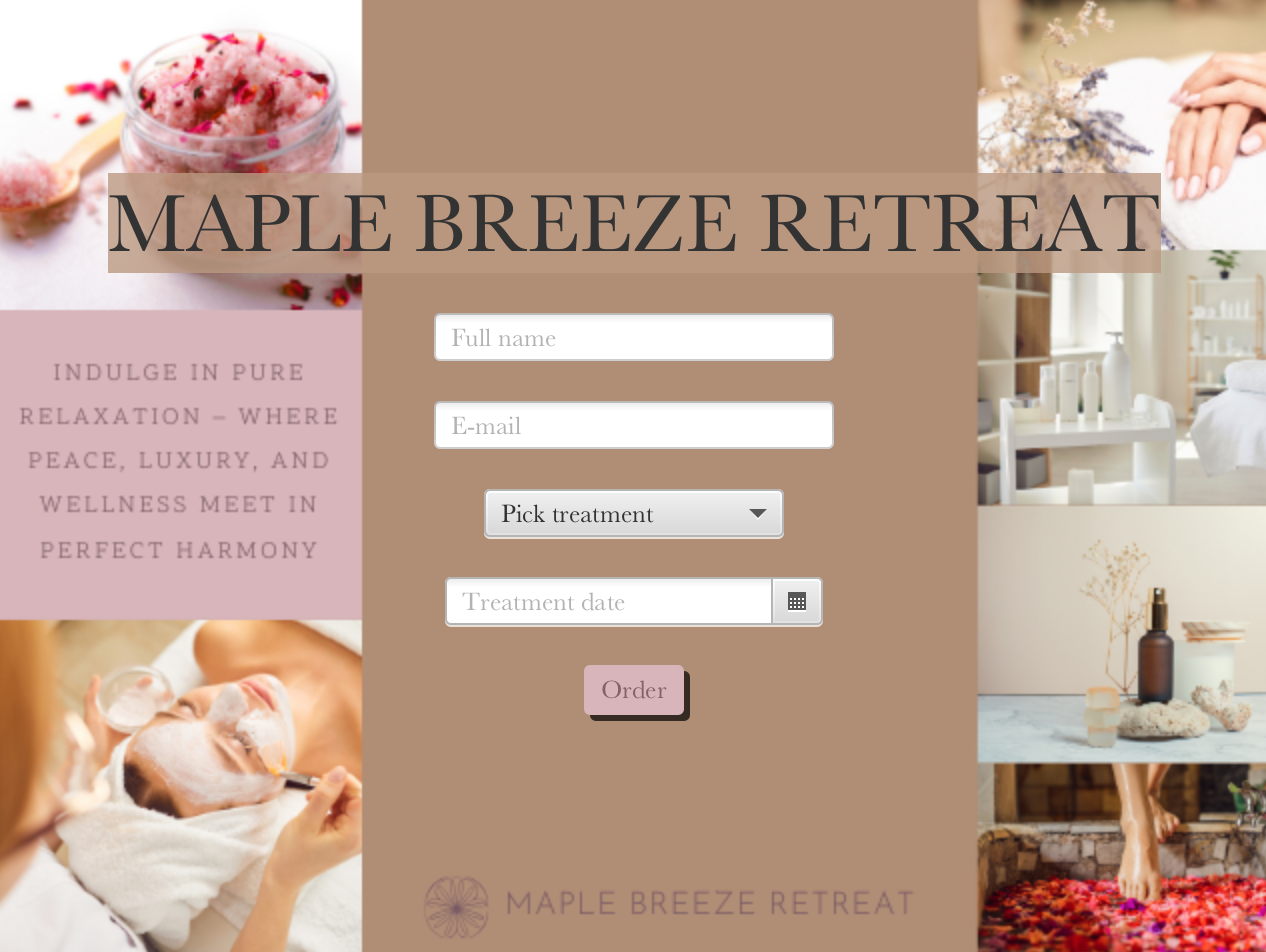 MAPLE BREEZE RETREAT
INDULGE IN PURE
RELAXATION – WHERE
PEACE, LUXURY, AND
WELLNESS MEET IN
PERFECT HARMONY
Full name
E-mail
Pick treatment
Treatment date
Order
MAPLE BREEZE RETREAT